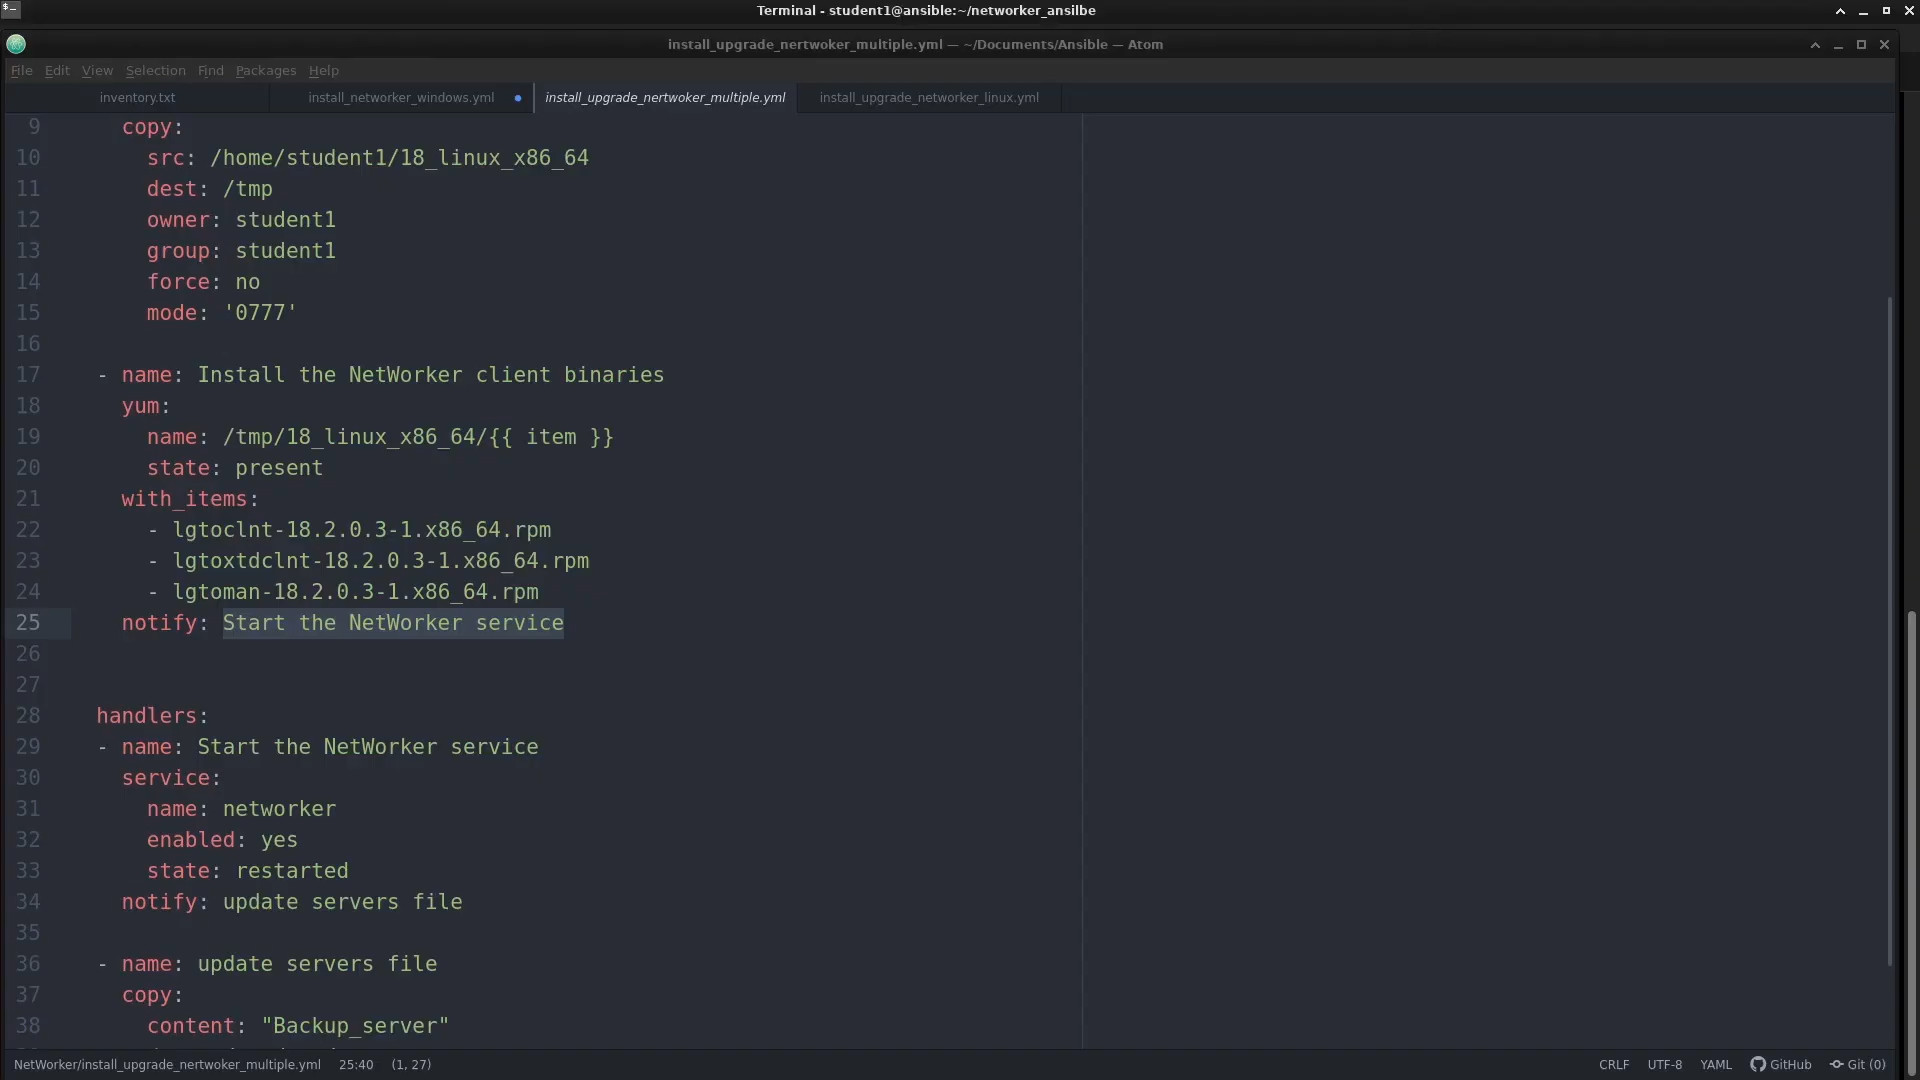 Terminal - student1@ansible:~/networker_ansilbe
install_upgrade_nertwoker_multiple.yml — ~/Documents/Ansible — Atom
File Edit View Selection Find Packages Help
inventory.txt install_networker_windows.yml install_upgrade_nertwoker_multiple.yml install_upgrade_networker_linux.yml
9 copy:
10 src: /home/student1/18_linux_x86_64
11 dest: /tmp
12 owner: student1
13 group: student1
14 force: no
15 mode: '0777'
16
17 - name: Install the NetWorker client binaries
18 yum:
19 name: /tmp/18_linux_x86_64/{{ item }}
20 state: present
21 with_items:
22 - lgtoclnt-18.2.0.3-1.x86_64.rpm
23 - lgtoxtdclnt-18.2.0.3-1.x86_64.rpm
24 - lgtoman-18.2.0.3-1.x86_64.rpm
25 notify: Start the NetWorker service
26
27
28 handlers:
29 - name: Start the NetWorker service
30 service:
31 name: networker
32 enabled: yes
33 state: restarted
34 notify: update servers file
35
36 - name: update servers file
37 copy:
38 content: "Backup_server"
NetWorker/install_upgrade_nertwoker_multiple.yml 25:40 (1, 27) CRLF UTF-8 YAML GitHub Git (0)